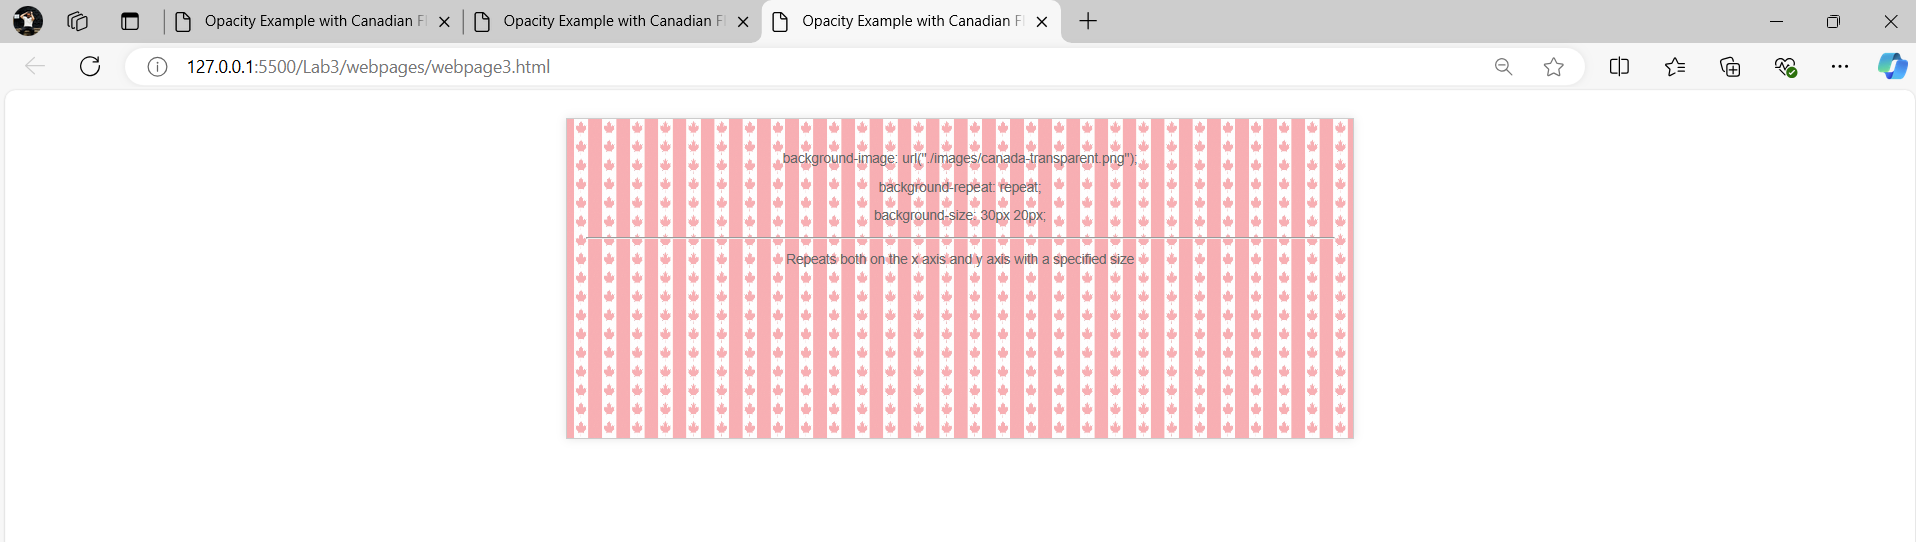 Opacity Example with Canadian Fl
Opacity Example with Canadian Fl
Opacity Example with Canadian Fl
127.0.0.1:5500/Lab3/webpages/webpage3.html
background-image: url("./images/canada-transparent.png");
background-repeat: repeat;
background-size: 30px 20px;
Repeats both on the x axis and y axis with a specified size